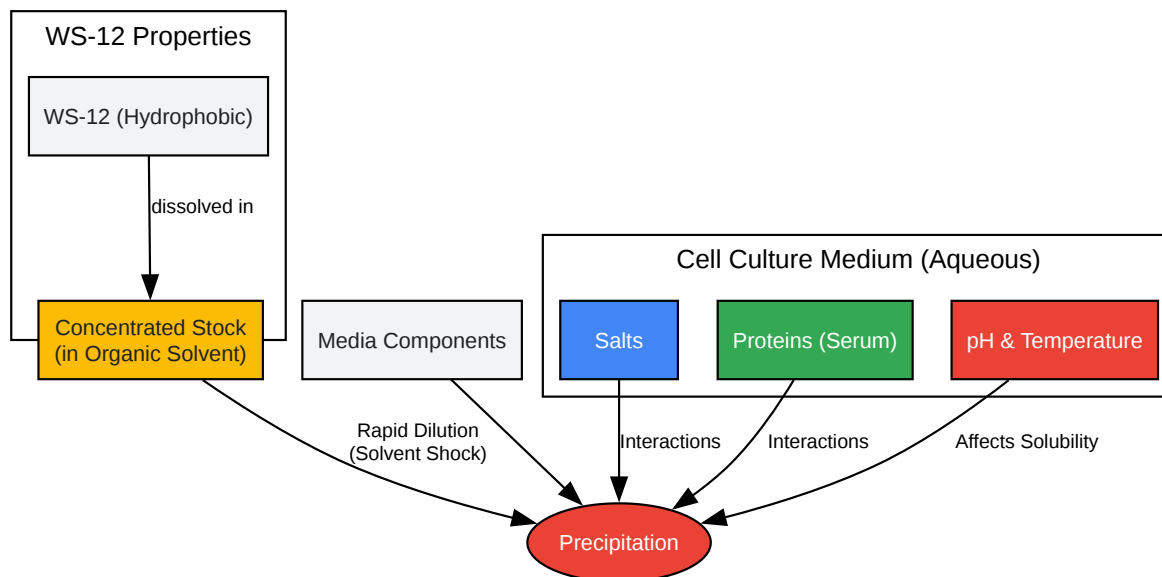 WS-12 Properties
WS-12 (Hydrophobic)
dissolved in
Cell Culture Medium (Aqueous)
Concentrated Stock
(in Organic Solvent)
Media Components
Salts
Proteins (Serum)
pH & Temperature
Rapid Dilution
(Solvent Shock)
Interactions
Interactions
Affects Solubility
Precipitation